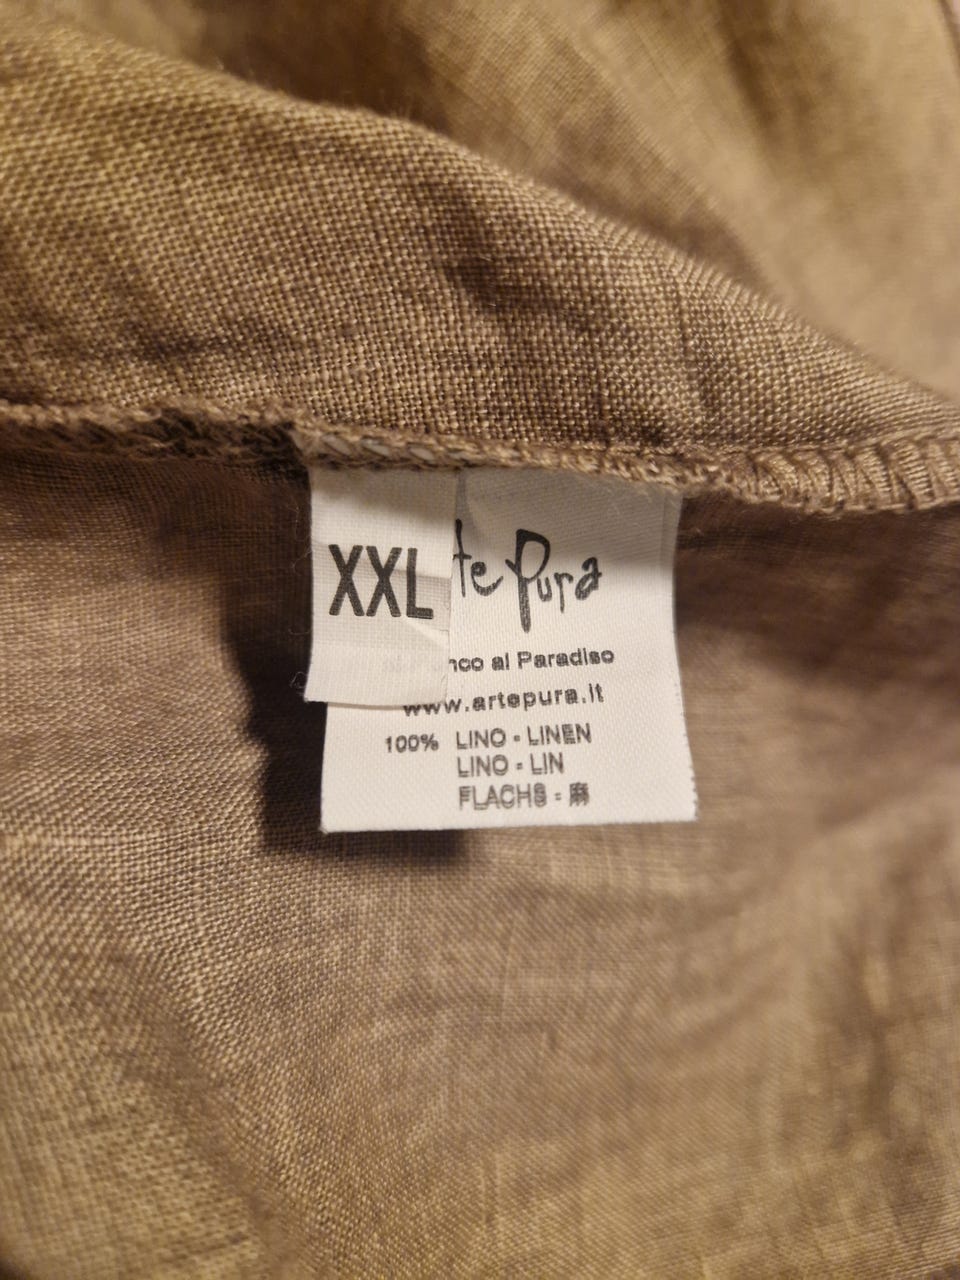 XXL
te Pura
nco al Paradiso
www.artepura.it
100% LINO - LINEN
LINO - LIN
FLACHS - 麻